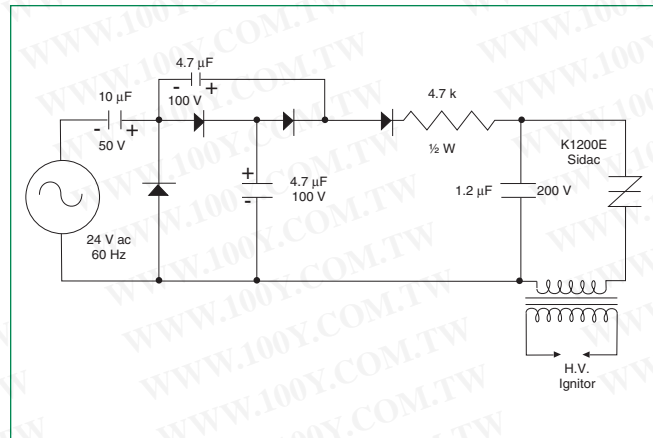 4.7 μF
- +
100 V
10 μF
- +
50 V
4.7 k
½ W
K1200E
Sidac
+
-
4.7 μF
100 V
1.2 μF
200 V
24 V ac
60 Hz
H.V.
Ignitor
WWW.100Y.COM.TW